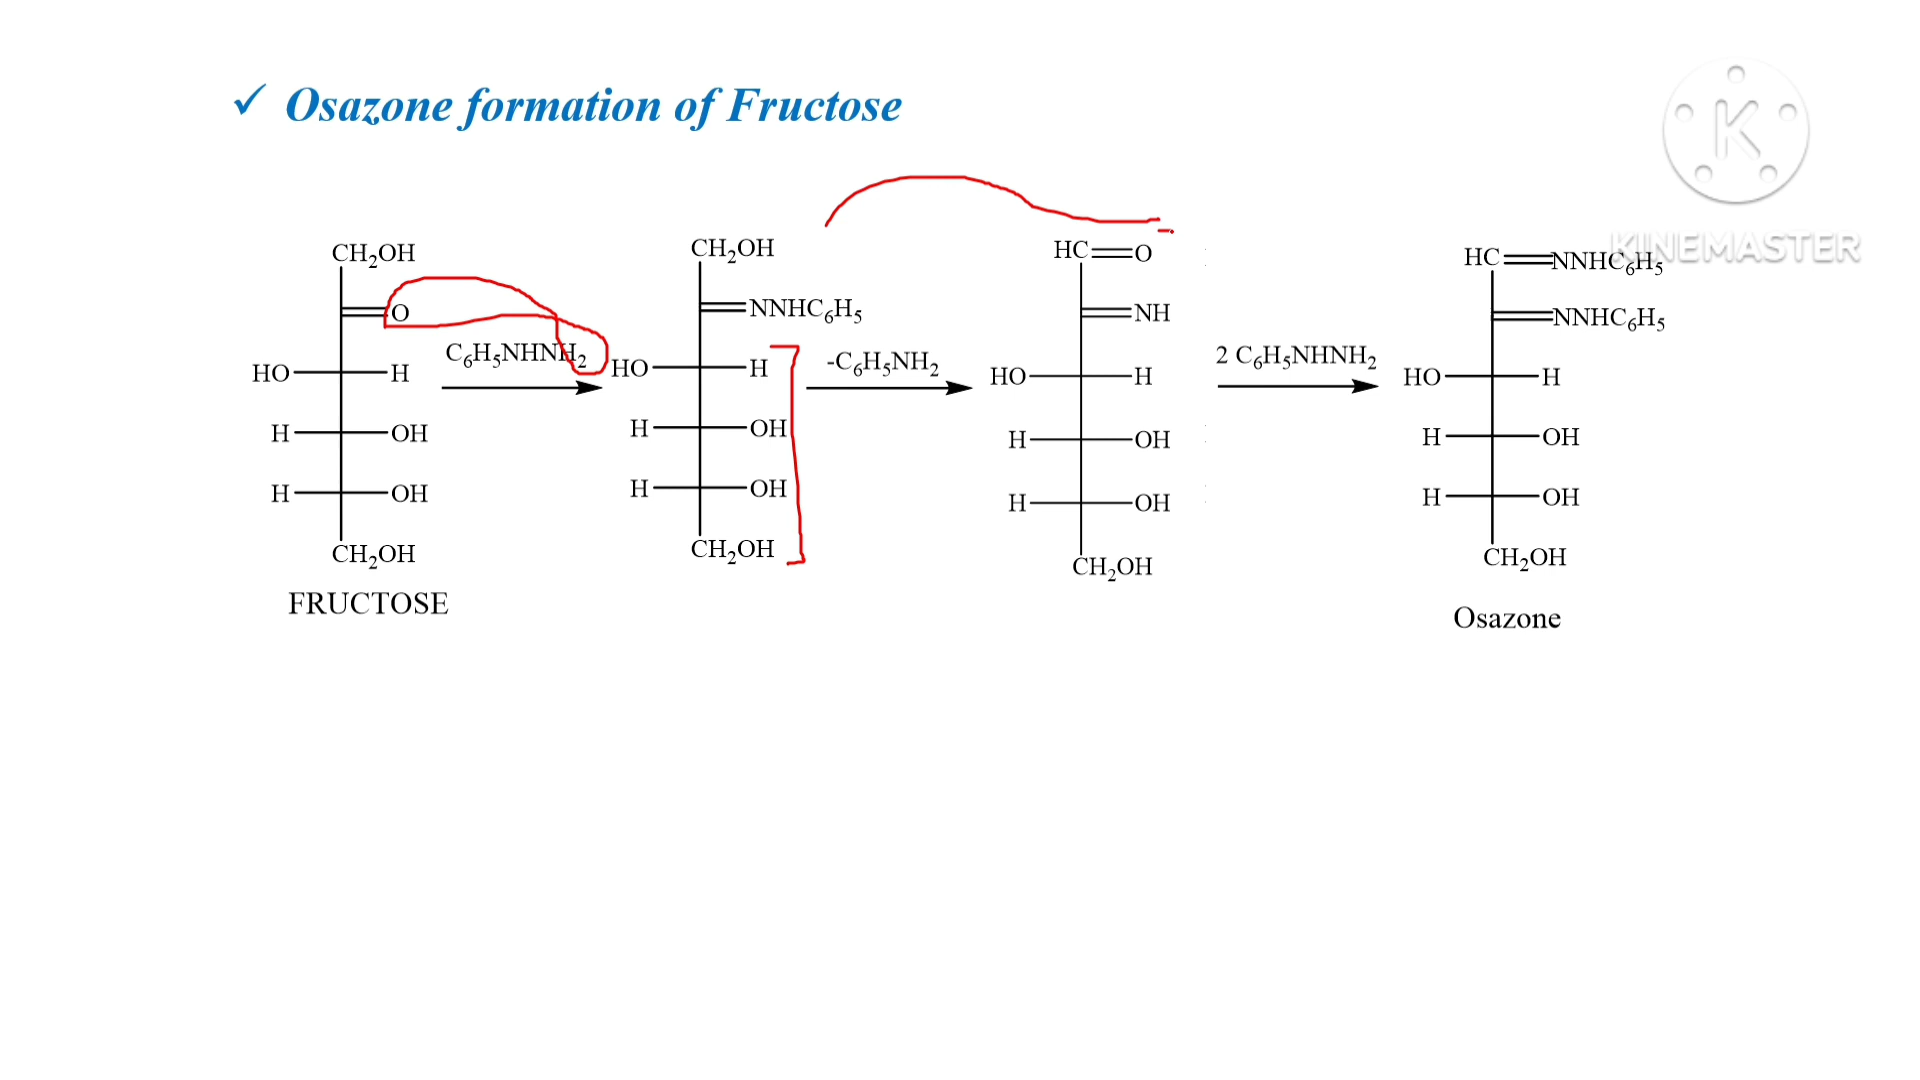 ✓ Osazone formation of Fructose
K
KINEMASTER
CH₂OH
O
HO H
H OH
H OH
CH₂OH
FRUCTOSE
C₆H₅NHNH₂
CH₂OH
NNHC₆H₅
HO H
H OH
H OH
CH₂OH
-C₆H₅NH₂
HC O
NH
HO H
H OH
H OH
CH₂OH
2 C₆H₅NHNH₂
HC NNHC₆H₅
NNHC₆H₅
HO H
H OH
H OH
CH₂OH
Osazone